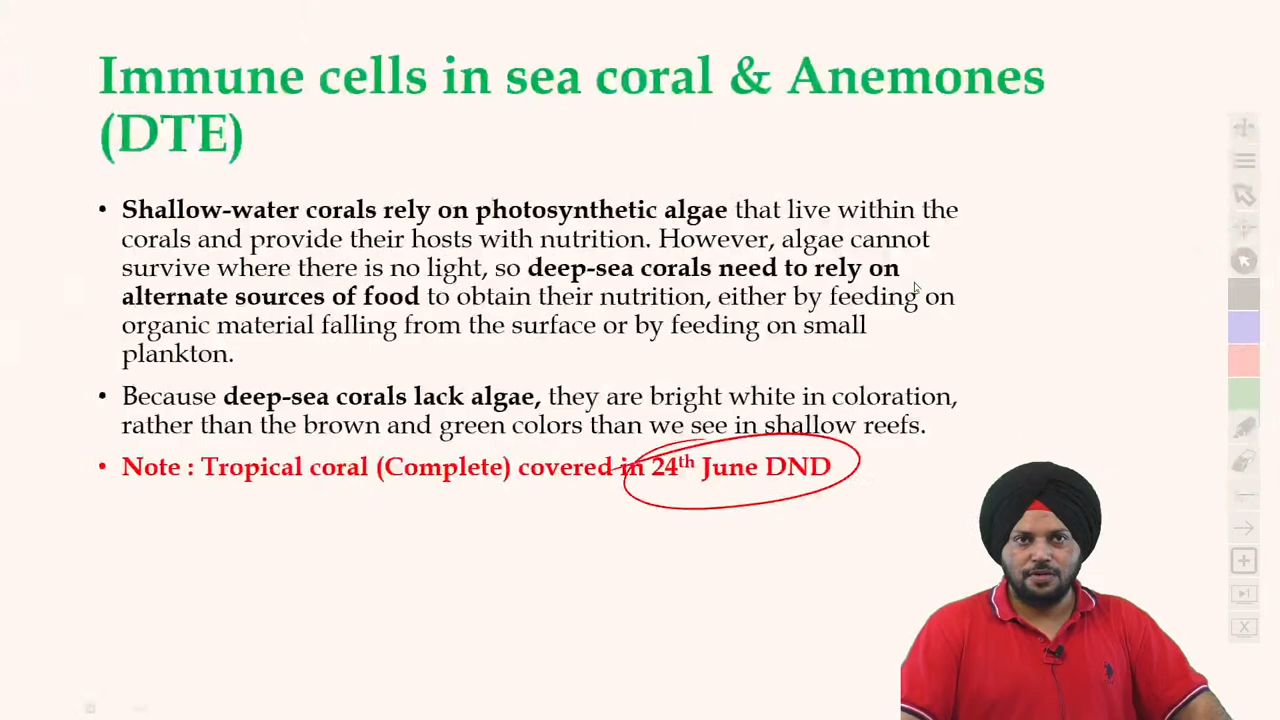 Immune cells in sea coral & Anemones
(DTE)
• Shallow-water corals rely on photosynthetic algae that live within the
corals and provide their hosts with nutrition. However, algae cannot
survive where there is no light, so deep-sea corals need to rely on
alternate sources of food to obtain their nutrition, either by feeding on
organic material falling from the surface or by feeding on small
plankton.
• Because deep-sea corals lack algae, they are bright white in coloration,
rather than the brown and green colors than we see in shallow reefs.
• Note : Tropical coral (Complete) covered in 24th June DND